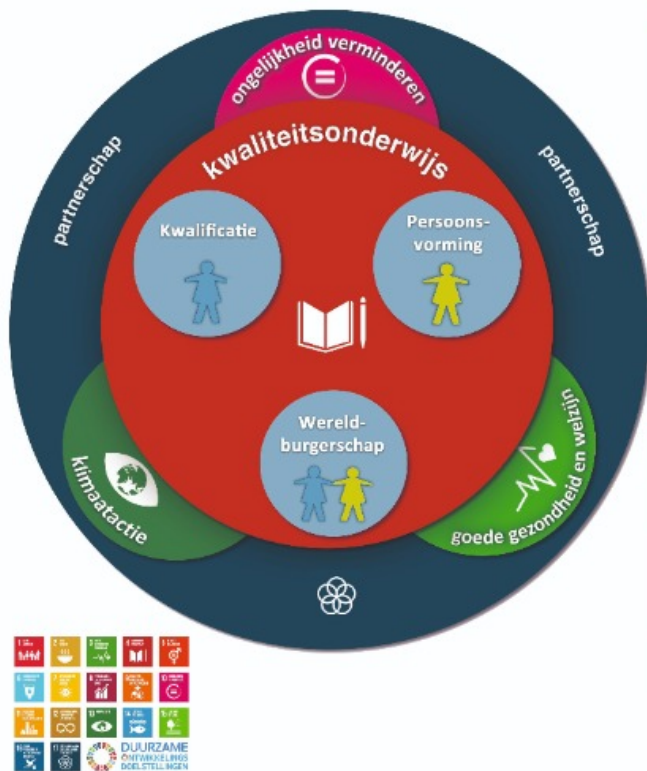 ongelijkheid verminderen
partnerschap
kwaliteitsonderwijs
partnerschap
Kwalificatie
Persoons-
vorming
Wereld-
burgerschap
klimaatactie
goede gezondheid en welzijn
DUURZAME
ONTWIKKELINGS
DOELSTELLINGEN